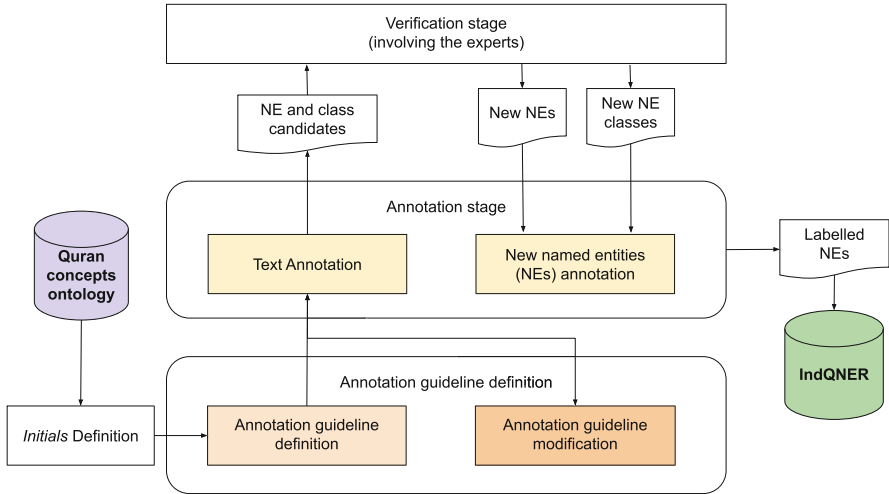 Verification stage
(involving the experts)
NE and class
candidates
New NEs
New NE
classes
Annotation stage
Quran
concepts
ontology
Text Annotation
New named entities
(NEs) annotation
Labelled
NEs
IndQNER
Annotation guideline definition
Initials Definition
Annotation guideline
definition
Annotation guideline
modification